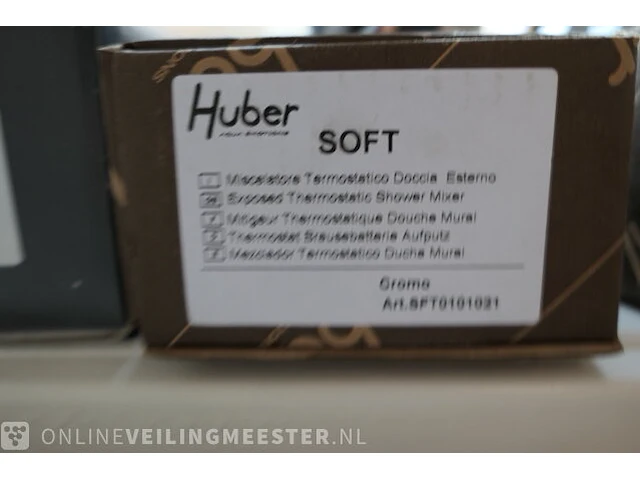 Huber
SOFT
Miscelatore Termostatico Doccia Esterno
Exposed Thermostatic Shower Mixer
Mitigeur Thermostatique Douche Mural
Thermostat Brausebatterie Aufputz
Mezclador Termostatico Ducha Mural
Cromo
Art.SFT0101021
ONLINEVEILINGMEESTER.NL